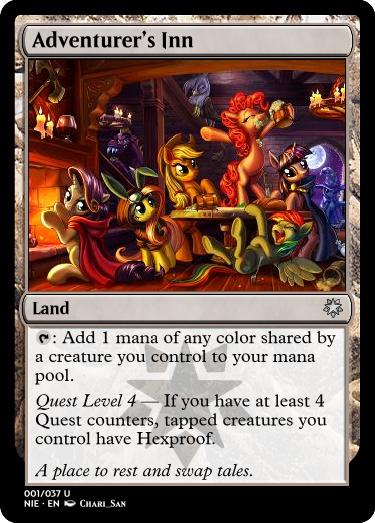 Adventurer's Inn
Land
: Add 1 mana of any color shared by
a creature you control to your mana
pool.
Quest Level 4 — If you have at least 4
Quest counters, tapped creatures you
control have Hexproof.
A place to rest and swap tales.
001/037 U
NIE • EN Chari_San